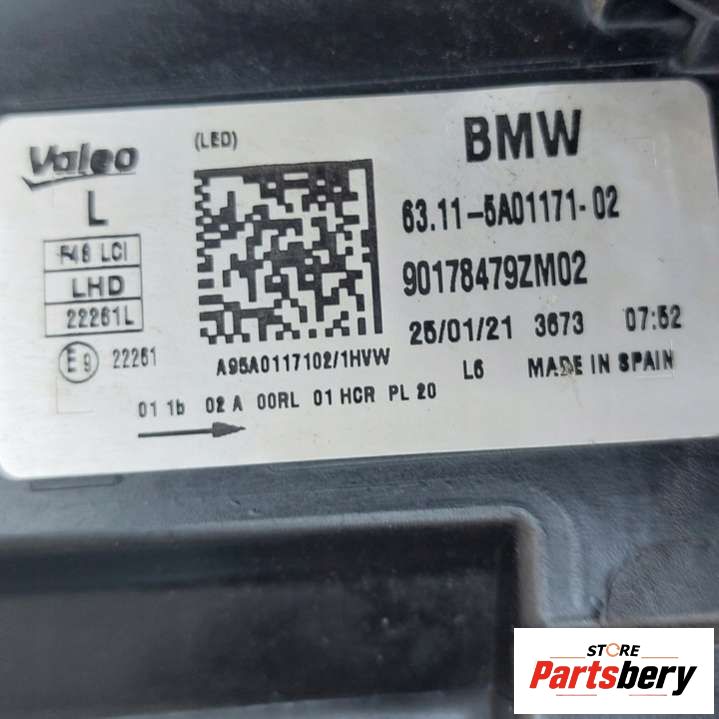 Valeo
(LED)
BMW
L
63.11-5A01171-02
F48 LCI
LHD
90178479ZM02
22261L
25/01/21 3673 07:52
E9 22261
A95A0117102/1HVW
L6 MADE IN SPAIN
01 1b 02 A 00RL 01 HCR PL 20
STORE
Partsbery